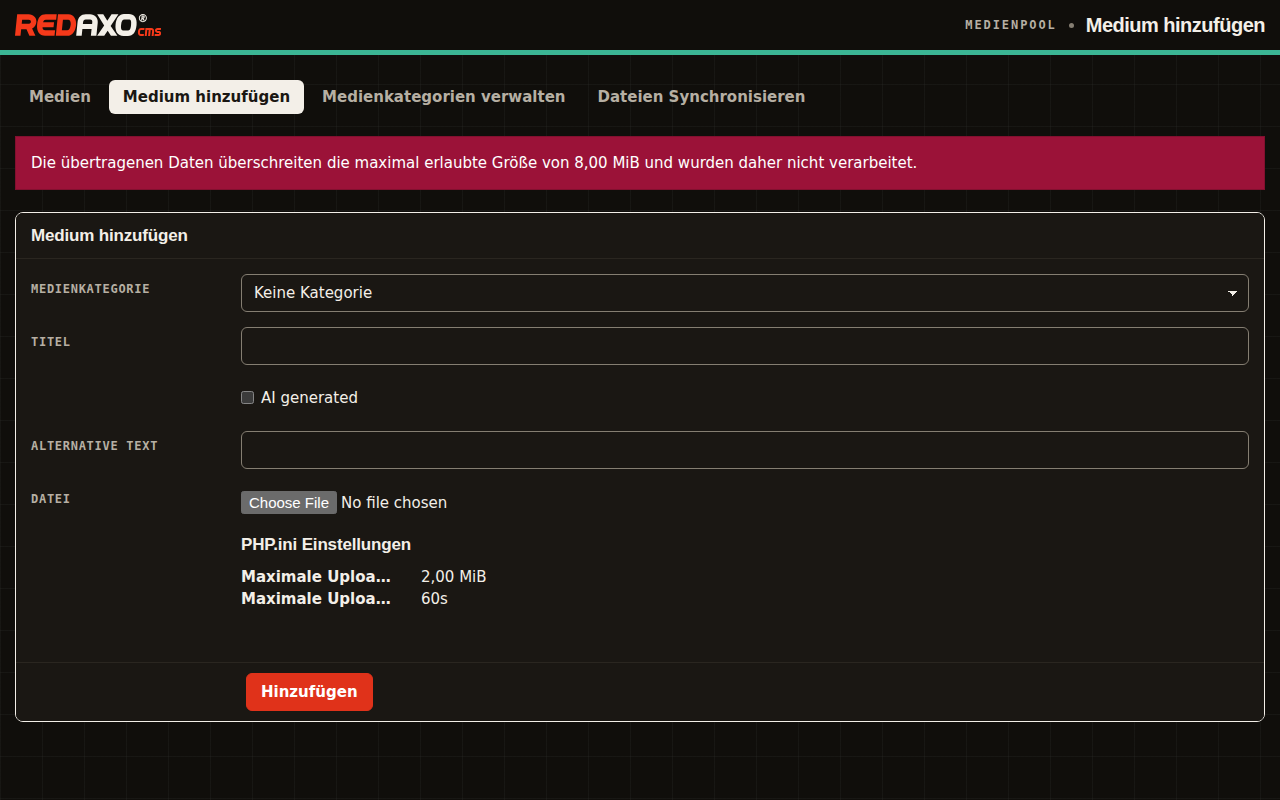 REDAXO® cms
MEDIENPOOL • Medium hinzufügen
Medien Medium hinzufügen Medienkategorien verwalten Dateien Synchronisieren
Die übertragenen Daten überschreiten die maximal erlaubte Größe von 8,00 MiB und wurden daher nicht verarbeitet.
Medium hinzufügen
MEDIENKATEGORIE Keine Kategorie
TITEL
AI generated
ALTERNATIVE TEXT
DATEI Choose File No file chosen
PHP.ini Einstellungen
Maximale Uploa… 2,00 MiB
Maximale Uploa… 60s
Hinzufügen